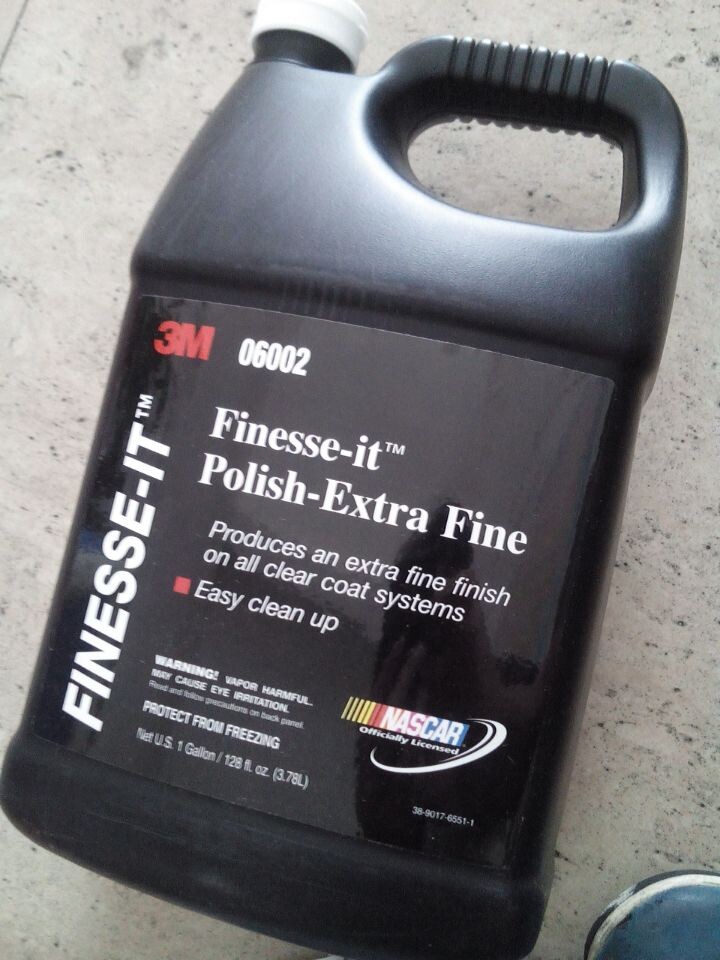 3M 06002
FINESSE-IT™
Finesse-it™
Polish-Extra Fine
Produces an extra fine finish
on all clear coat systems
Easy clean up
WARNING! VAPOR HARMFUL.
MAY CAUSE EYE IRRITATION.
Read and follow precautions on back panel.
PROTECT FROM FREEZING
Net U.S. 1 Gallon / 128 fl. oz. (3.78L)
NASCAR
Officially Licensed
38-9017-6551-1